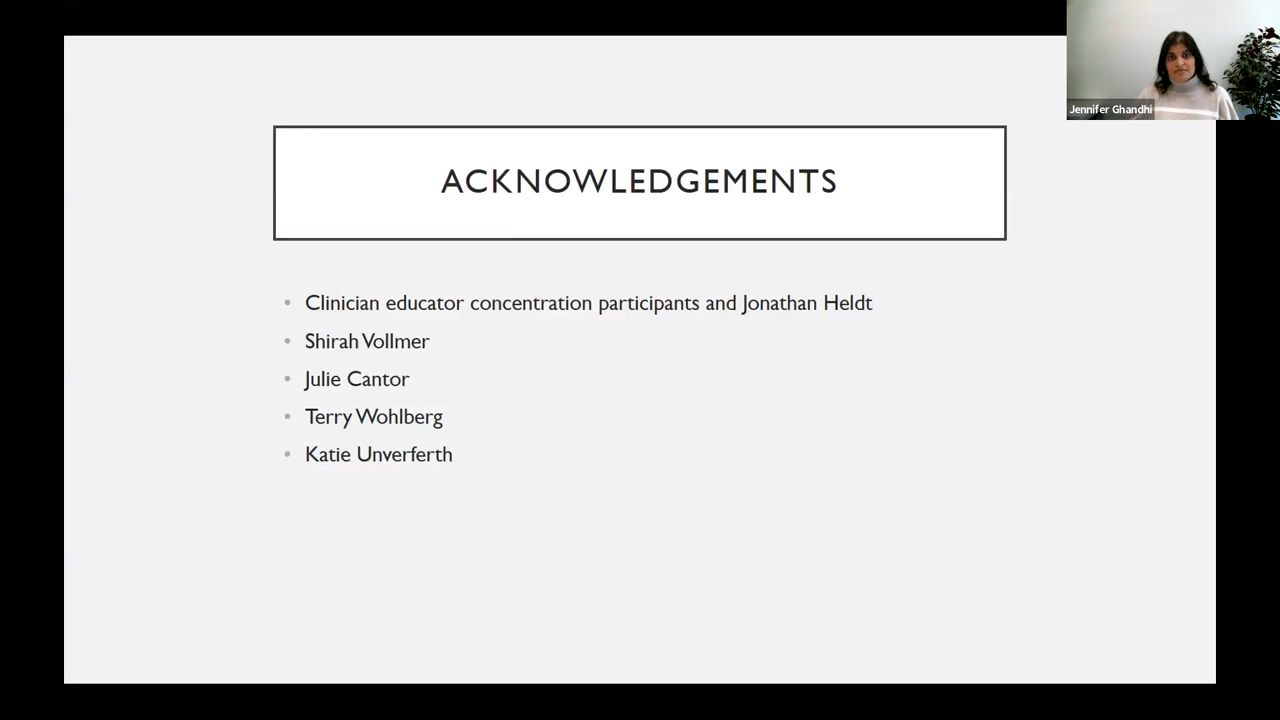 Jennifer Ghandhi
ACKNOWLEDGEMENTS
• Clinician educator concentration participants and Jonathan Heldt
• Shirah Vollmer
• Julie Cantor
• Terry Wohlberg
• Katie Unverferth